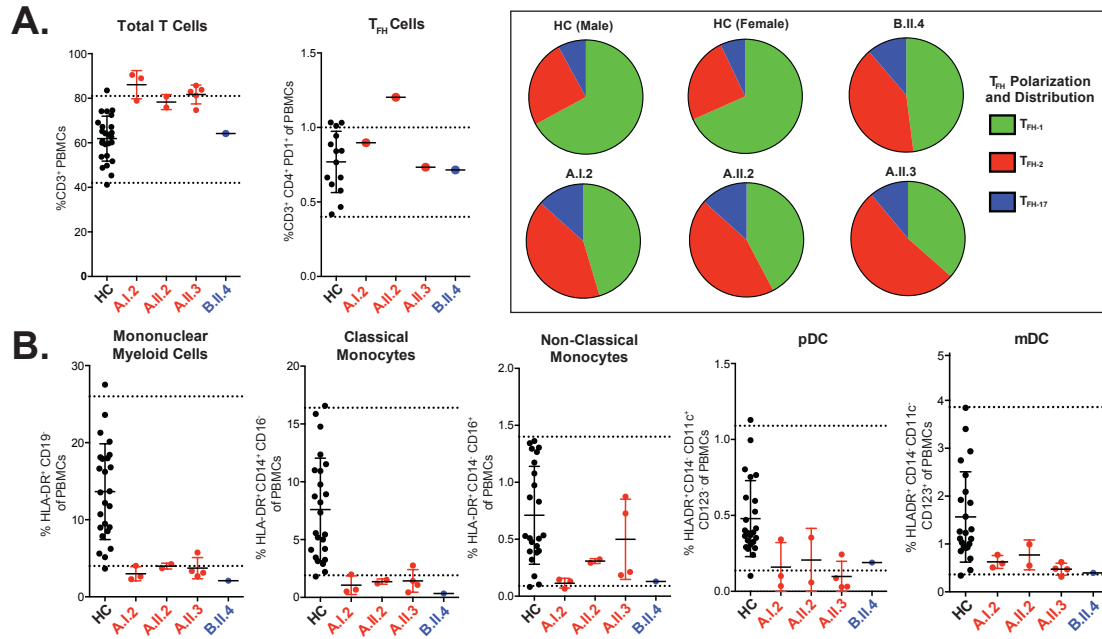 A.
Total T Cells
%CD3⁺ PBMCs
100
80
60
40
20
0
HC
A.I.2
A.II.2
A.II.3
B.II.4
T_FH Cells
%CD3⁺ CD4⁺ PD1⁺ of PBMCs
1.5
1.0
0.5
0.0
HC
A.I.2
A.II.2
A.II.3
B.II.4
HC (Male)
HC (Female)
B.II.4
A.I.2
A.II.2
A.II.3
T_FH Polarization
and Distribution
T_FH-1
T_FH-2
T_FH-17
B.
Mononuclear
Myeloid Cells
% HLA-DR⁺ CD19⁻
of PBMCs
30
20
10
0
HC
A.I.2
A.II.2
A.II.3
B.II.4
Classical
Monocytes
% HLA-DR⁺ CD14⁺ CD16⁻
of PBMCs
20
15
10
5
0
HC
A.I.2
A.II.2
A.II.3
B.II.4
Non-Classical
Monocytes
% HLA-DR⁺ CD14⁻ CD16⁺
of PBMCs
2.0
1.5
1.0
0.5
0.0
HC
A.I.2
A.II.2
A.II.3
B.II.4
pDC
% HLADR⁺CD14⁻ CD11c⁺
CD123⁻ of PBMCs
1.5
1.0
0.5
0.0
HC
A.I.2
A.II.2
A.II.3
B.II.4
mDC
% HLADR⁺ CD14⁻ CD11c⁻
CD123⁺ of PBMCs
5
4
3
2
1
0
HC
A.I.2
A.II.2
A.II.3
B.II.4